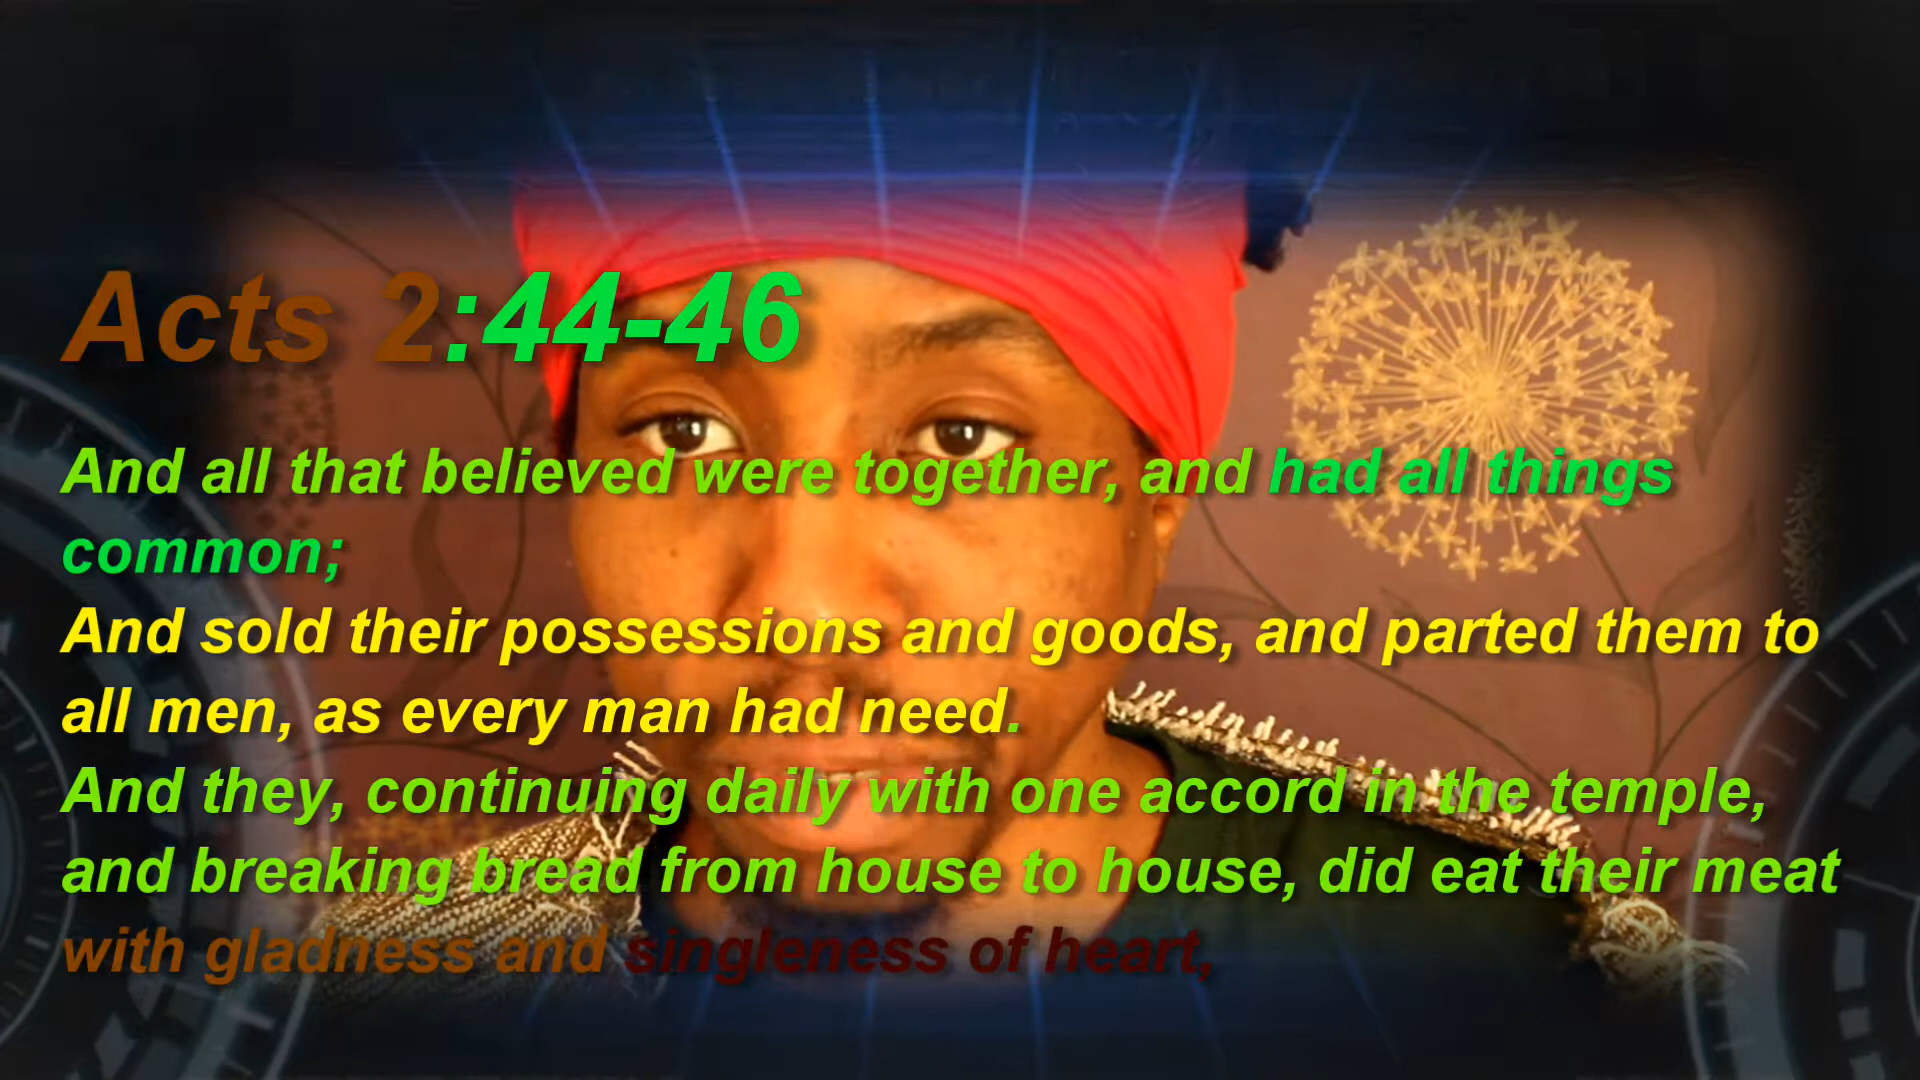 Acts 2:44-46
And all that believed were together, and had all things
common;
And sold their possessions and goods, and parted them to
all men, as every man had need.
And they, continuing daily with one accord in the temple,
and breaking bread from house to house, did eat their meat
with gladness and singleness of heart,